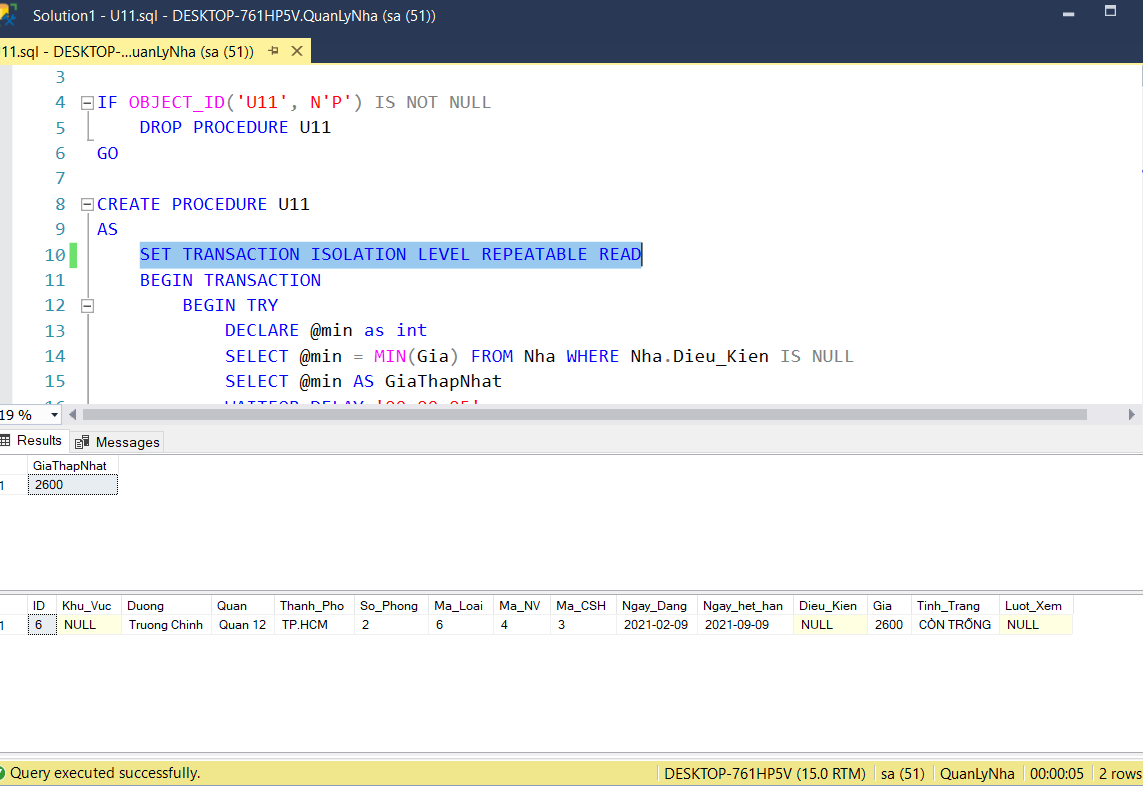 Solution1 - U11.sql - DESKTOP-761HP5V.QuanLyNha (sa (51))
11.sql - DESKTOP-...uanLyNha (sa (51))
3
4 IF OBJECT_ID('U11', N'P') IS NOT NULL
5 DROP PROCEDURE U11
6 GO
7
8 CREATE PROCEDURE U11
9 AS
10 SET TRANSACTION ISOLATION LEVEL REPEATABLE READ
11 BEGIN TRANSACTION
12 BEGIN TRY
13 DECLARE @min as int
14 SELECT @min = MIN(Gia) FROM Nha WHERE Nha.Dieu_Kien IS NULL
15 SELECT @min AS GiaThapNhat
19 %
Results Messages
GiaThapNhat
1 2600
ID Khu_Vuc Duong Quan Thanh_Pho So_Phong Ma_Loai Ma_NV Ma_CSH Ngay_Dang Ngay_het_han Dieu_Kien Gia Tinh_Trang Luot_Xem
1 6 NULL Truong Chinh Quan 12 TP.HCM 2 6 4 3 2021-02-09 2021-09-09 NULL 2600 CÒN TRỐNG NULL
Query executed successfully. DESKTOP-761HP5V (15.0 RTM) sa (51) QuanLyNha 00:00:05 2 rows